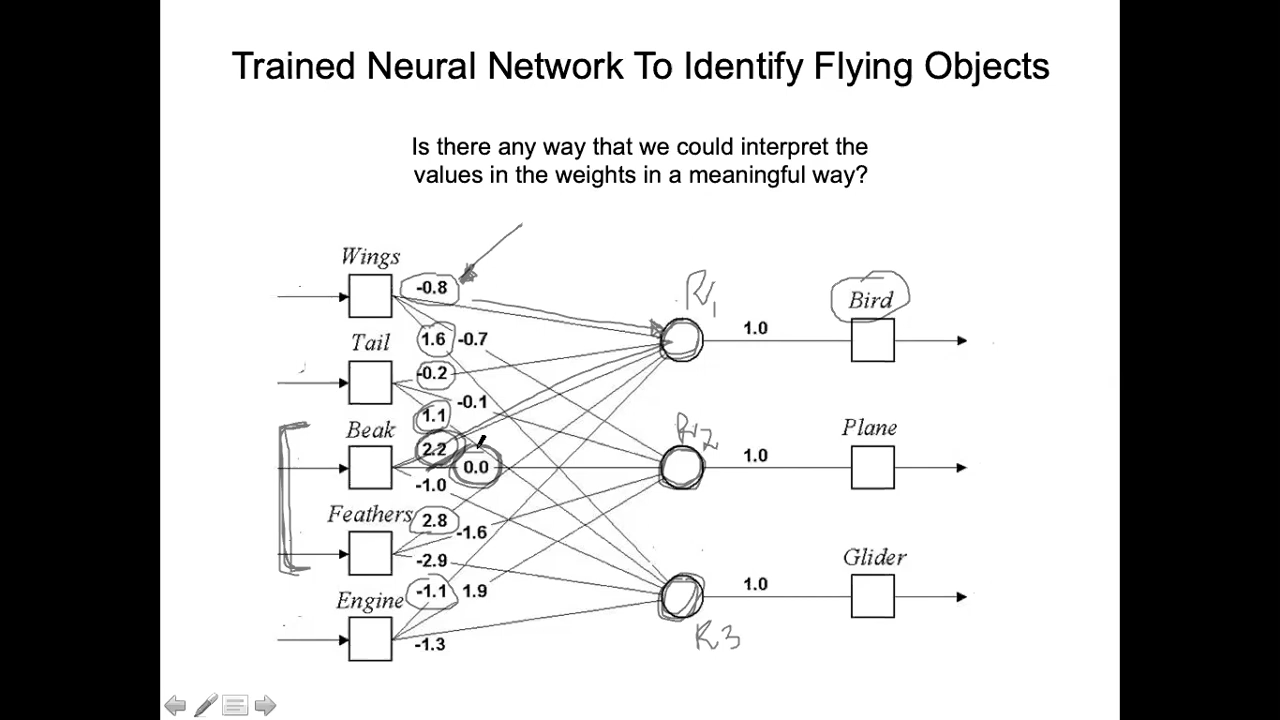 Trained Neural Network To Identify Flying Objects
Is there any way that we could interpret the
values in the weights in a meaningful way?
Wings
-0.8
R1
Bird
1.0
Tail
1.6 -0.7
-0.2
-0.1
1.1
Beak
2.2
0.0
-1.0
R2
Plane
1.0
Feathers
2.8
-1.6
-2.9
Engine
-1.1 1.9
-1.3
Glider
1.0
R3